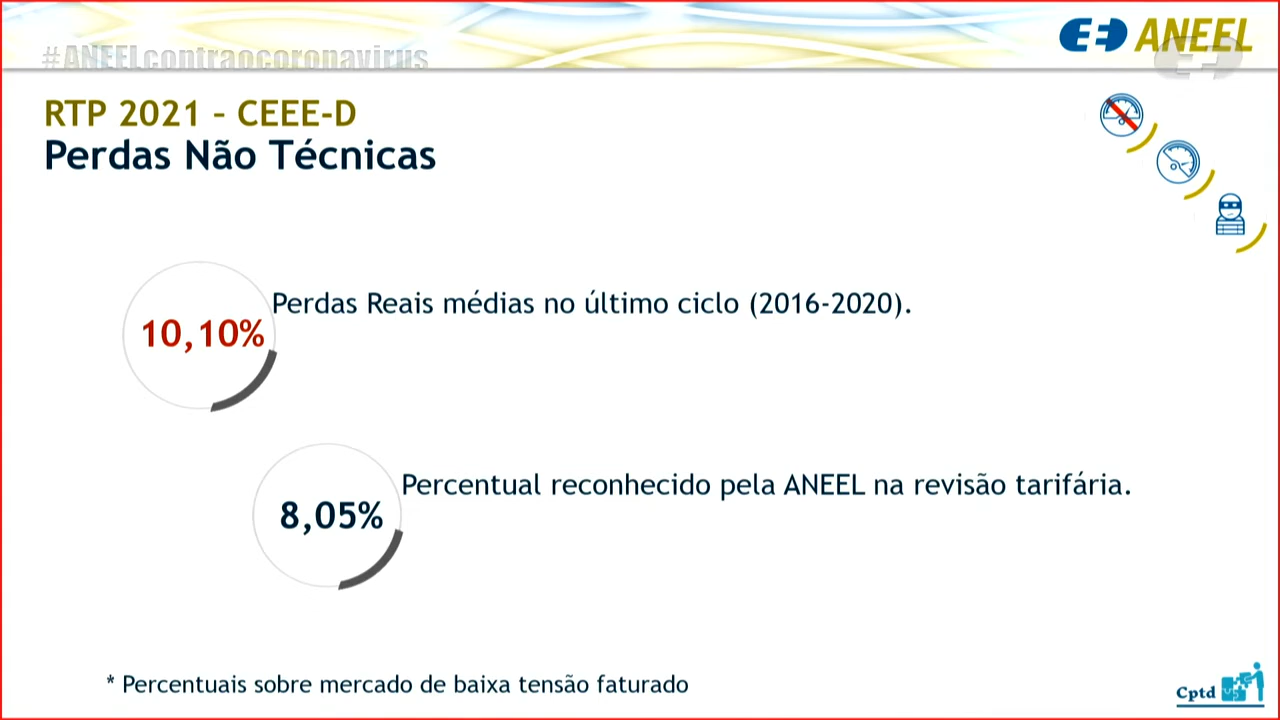 #ANEELcontraocoronavirus
ANEEL
RTP 2021 – CEEE-D
Perdas Não Técnicas
10,10%
Perdas Reais médias no último ciclo (2016-2020).
8,05%
Percentual reconhecido pela ANEEL na revisão tarifária.
* Percentuais sobre mercado de baixa tensão faturado
Cptd